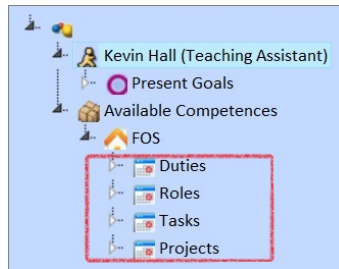 Kevin Hall (Teaching Assistant)
Present Goals
Available Competences
FOS
Duties
Roles
Tasks
Projects